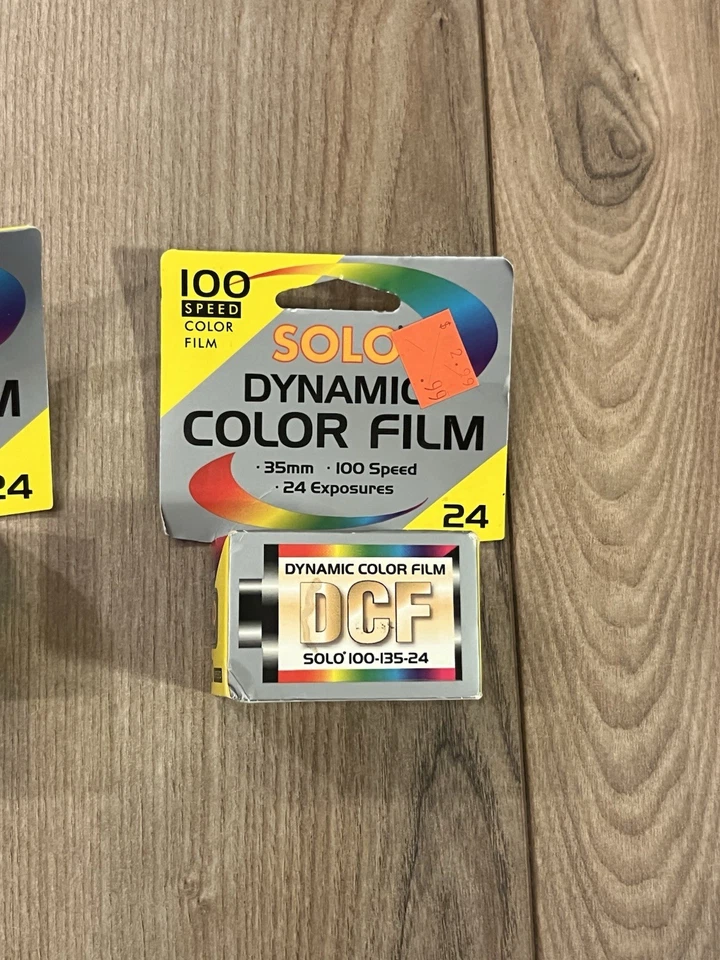 100
SPEED
COLOR
FILM
SOLO
$ 2.99
.99
DYNAMIC
COLOR FILM
· 35mm · 100 Speed
· 24 Exposures
24
DYNAMIC COLOR FILM
DCF
SOLO® 100-135-24
M
24